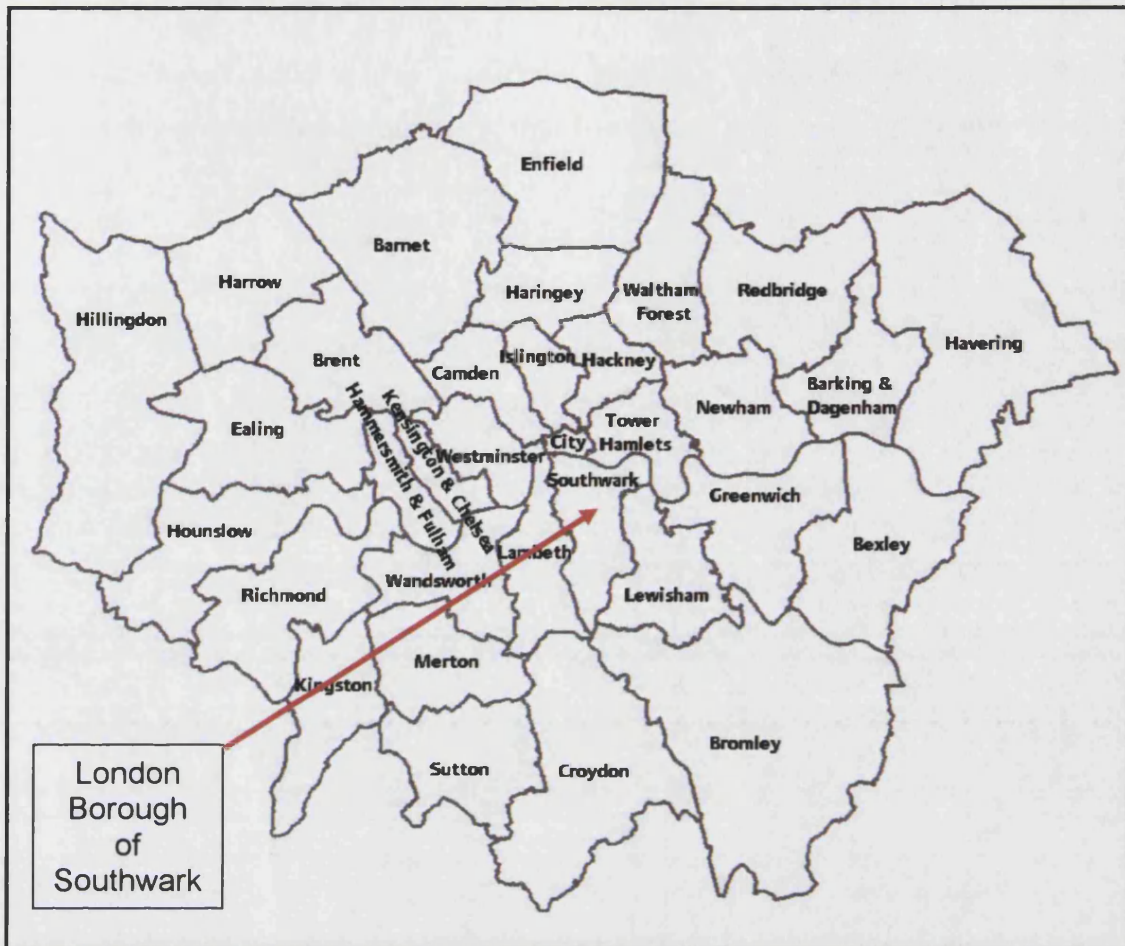 Enfield
Barnet
Harrow
Haringey
Waltham
Forest
Redbridge
Hillingdon
Havering
Brent
Camden
Islington
Hackney
Barking &
Dagenham
Newham
Ealing
Hammersmith & Fulham
Kensington & Chelsea
Westminster
City
Tower
Hamlets
Southwark
Greenwich
Hounslow
Lambeth
Bexley
Wandsworth
Richmond
Lewisham
Merton
Kingston
Bromley
Sutton
Croydon
London
Borough
of
Southwark